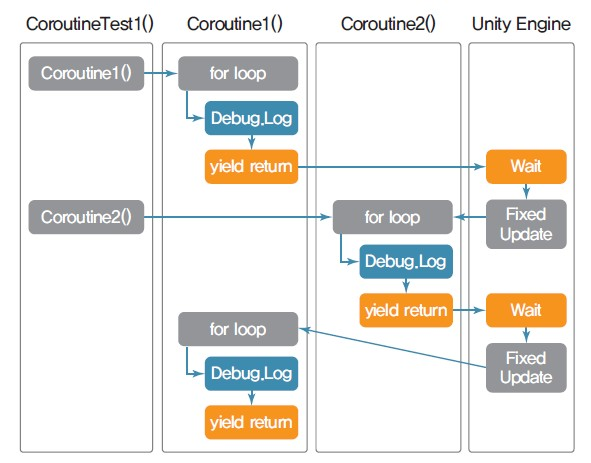 CoroutineTest1() Coroutine1() Coroutine2() Unity Engine
Coroutine1() for loop
Debug.Log
yield return Wait
Coroutine2() for loop Fixed
Update
Debug.Log
yield return Wait
for loop
Fixed
Update
Debug.Log
yield return